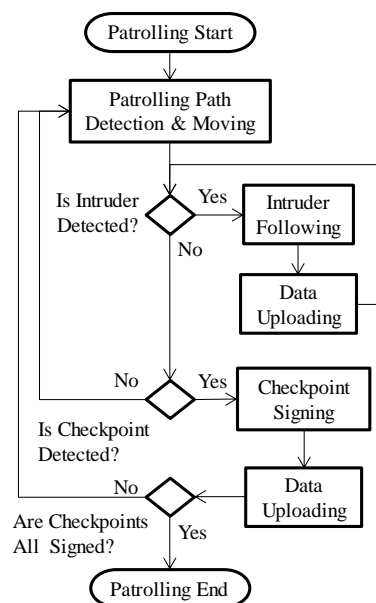 Patrolling Start
Patrolling Path
Detection & Moving
Is Intruder
Detected?
Yes
No
Intruder
Following
Data
Uploading
No
Yes
Is Checkpoint
Detected?
Checkpoint
Signing
Data
Uploading
No
Are Checkpoints
All Signed?
Yes
Patrolling End